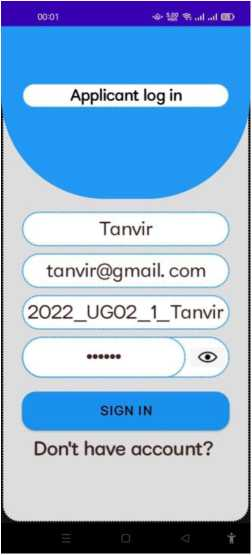 00:01
Applicant log in
Tanvir
tanvir@gmail. com
2022_UG02_1_Tanvir
••••••
SIGN IN
Don't have account?